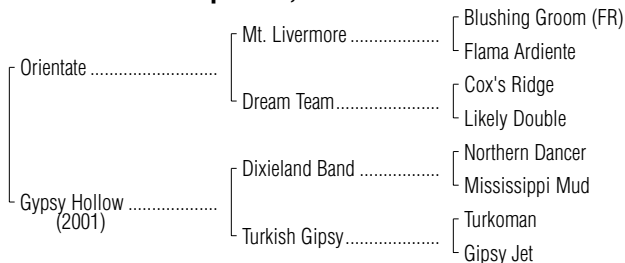 Blushing Groom (FR)
Mt. Livermore
Flama Ardiente
Orientate
Cox's Ridge
Dream Team
Likely Double
Northern Dancer
Dixieland Band
Mississippi Mud
Gypsy Hollow
(2001)
Turkoman
Turkish Gipsy
Gipsy Jet